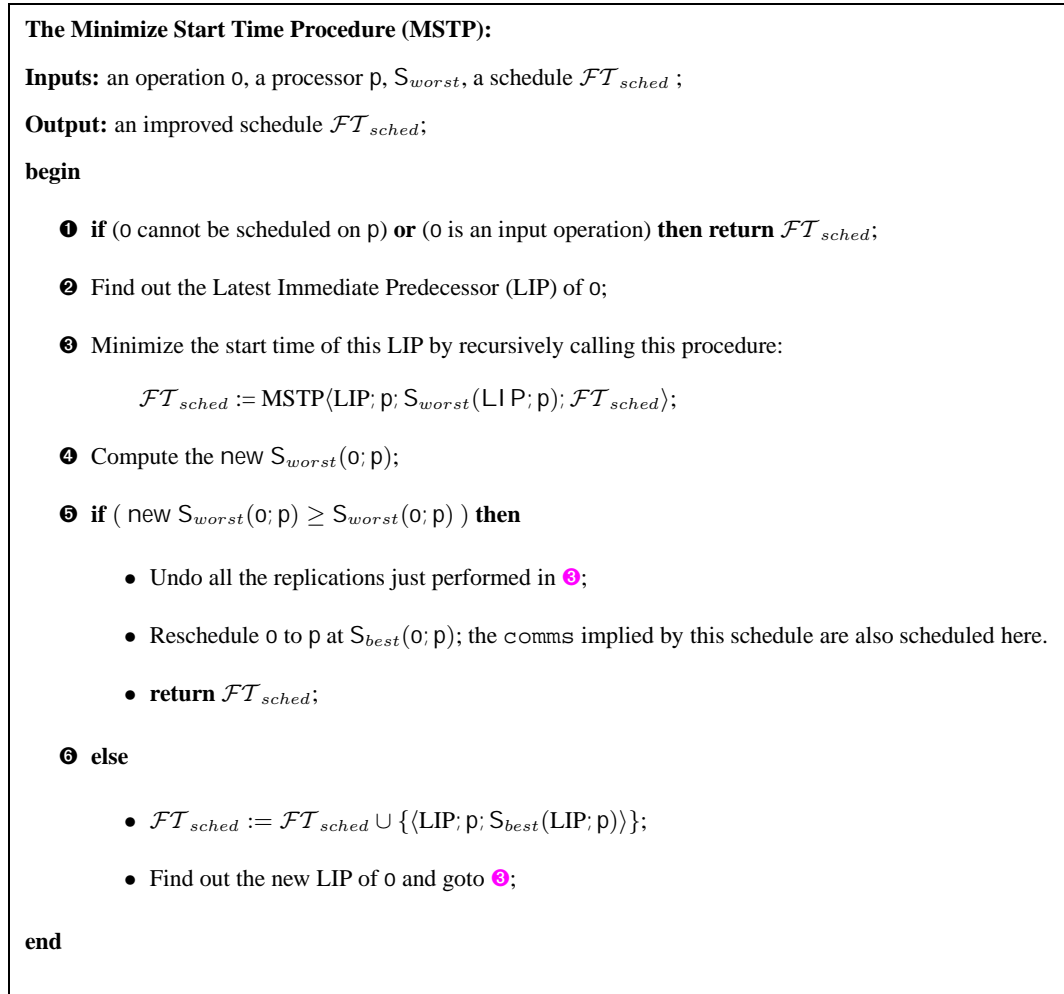 The Minimize Start Time Procedure (MSTP):
Inputs: an operation o, a processor p, S_worst, a schedule ℱ𝒯_sched ;
Output: an improved schedule ℱ𝒯_sched;
begin
❶ if (o cannot be scheduled on p) or (o is an input operation) then return ℱ𝒯_sched;
❷ Find out the Latest Immediate Predecessor (LIP) of o;
❸ Minimize the start time of this LIP by recursively calling this procedure:
ℱ𝒯_sched := MSTP⟨LIP; p; S_worst(LIP; p); ℱ𝒯_sched⟩;
❹ Compute the new S_worst(o; p);
❺ if ( new S_worst(o; p) ≥ S_worst(o; p) ) then
• Undo all the replications just performed in ❸;
• Reschedule o to p at S_best(o; p); the comms implied by this schedule are also scheduled here.
• return ℱ𝒯_sched;
❻ else
• ℱ𝒯_sched := ℱ𝒯_sched ∪ {⟨LIP; p; S_best(LIP; p)⟩};
• Find out the new LIP of o and goto ❸;
end